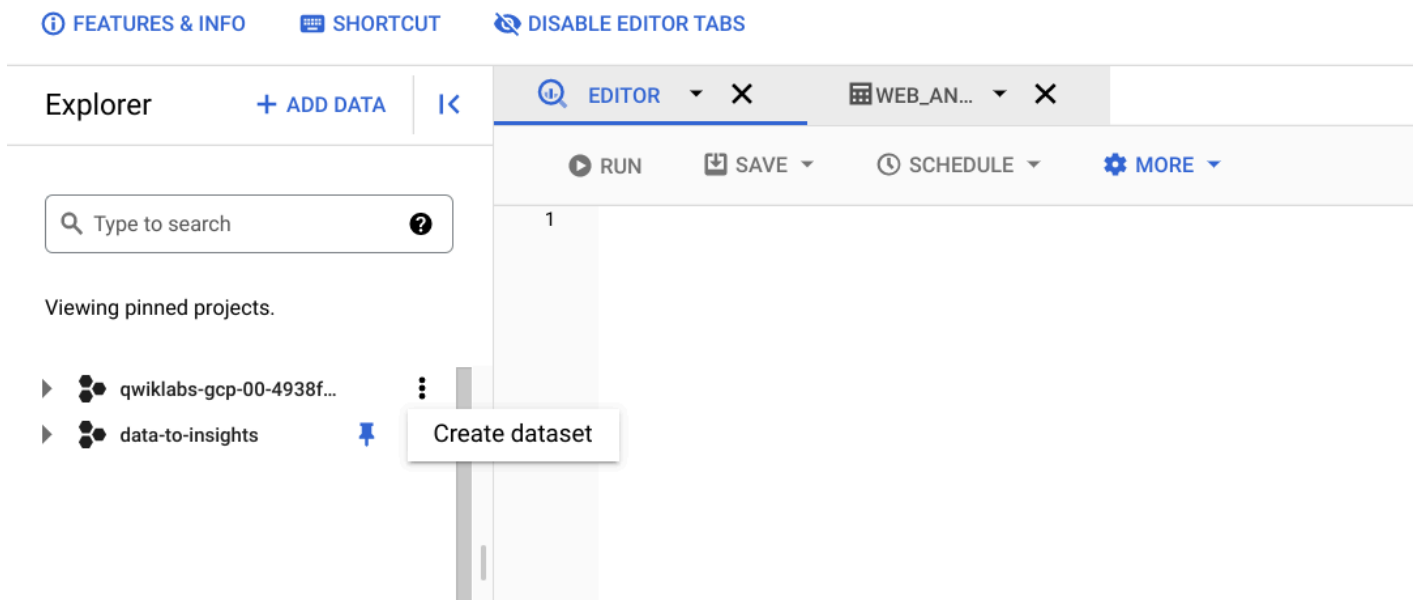 FEATURES & INFO SHORTCUT DISABLE EDITOR TABS
Explorer + ADD DATA
EDITOR WEB_AN...
RUN SAVE SCHEDULE MORE
Type to search
1
Viewing pinned projects.
qwiklabs-gcp-00-4938f...
data-to-insights
Create dataset